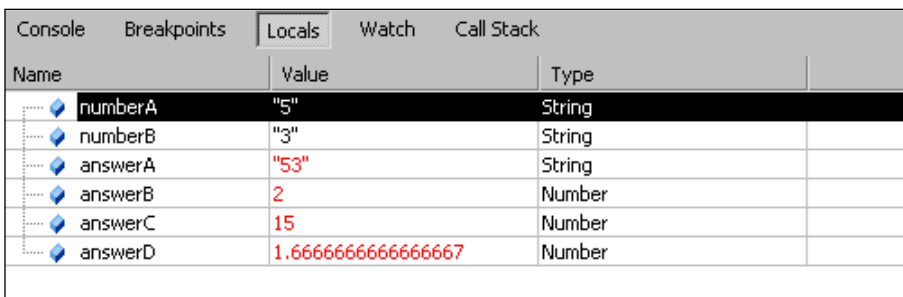 Console Breakpoints Locals Watch Call Stack
Name Value Type
numberA "5" String
numberB "3" String
answerA "53" String
answerB 2 Number
answerC 15 Number
answerD 1.6666666666666667 Number